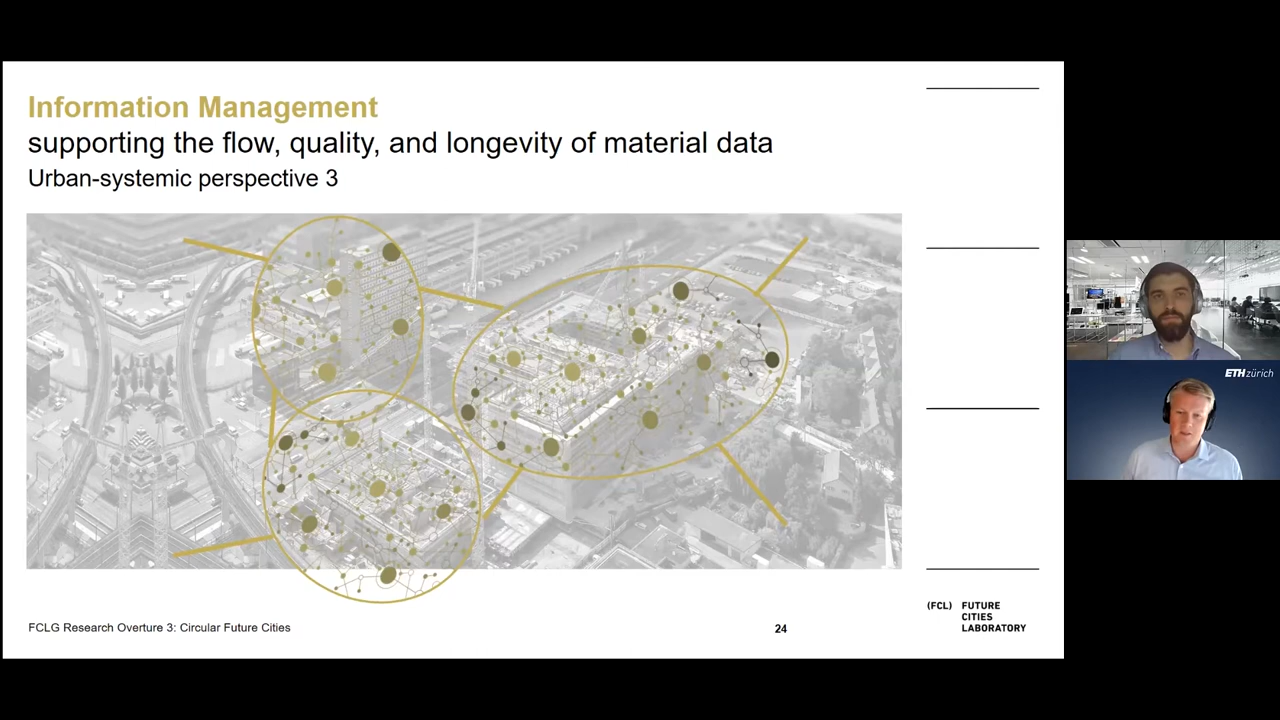 Information Management
supporting the flow, quality, and longevity of material data
Urban-systemic perspective 3
ETH zürich
FCLG Research Overture 3: Circular Future Cities
24
(FCL) FUTURE
CITIES
LABORATORY